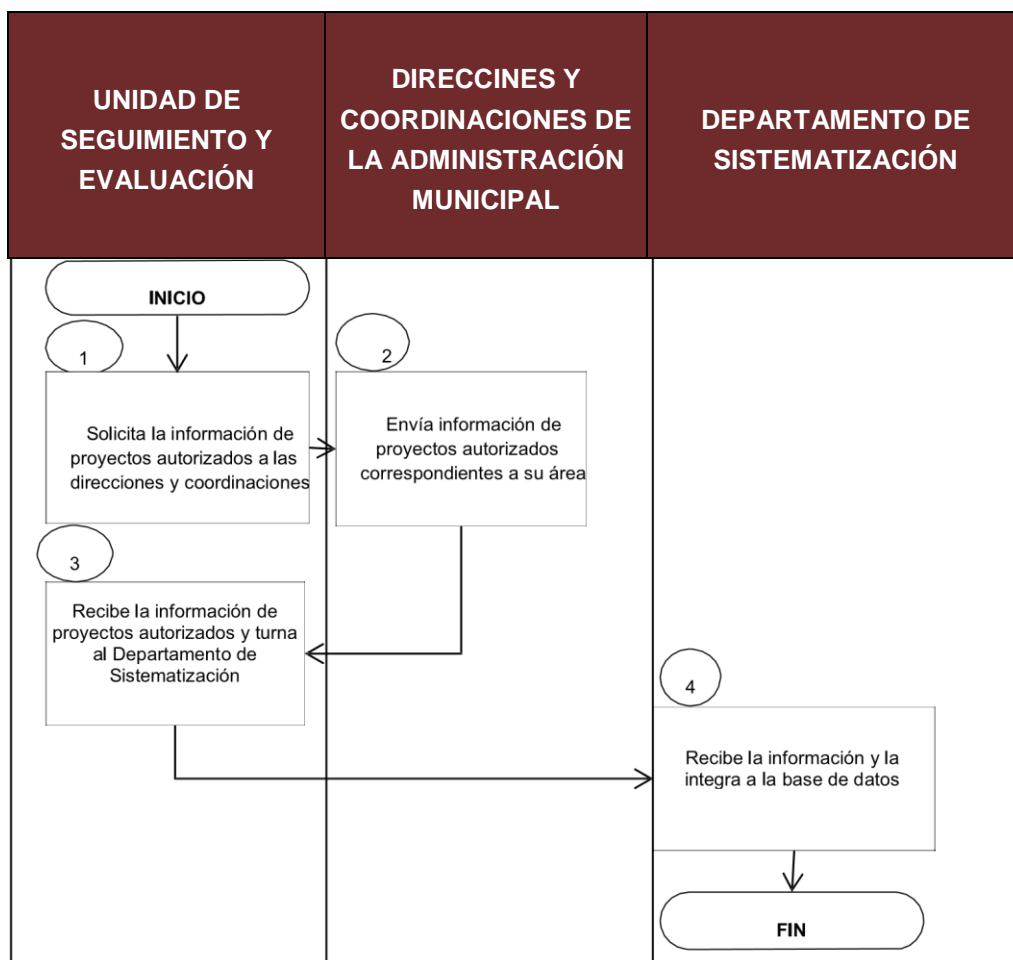 UNIDAD DE
SEGUIMIENTO Y
EVALUACIÓN
DIRECCINES Y
COORDINACIONES DE
LA ADMINISTRACIÓN
MUNICIPAL
DEPARTAMENTO DE
SISTEMATIZACIÓN
INICIO
1
Solicita la información de
proyectos autorizados a las
direcciones y coordinaciones
2
Envía información de
proyectos autorizados
correspondientes a su área
3
Recibe la información de
proyectos autorizados y turna
al Departamento de
Sistematización
4
Recibe la información y la
integra a la base de datos
FIN